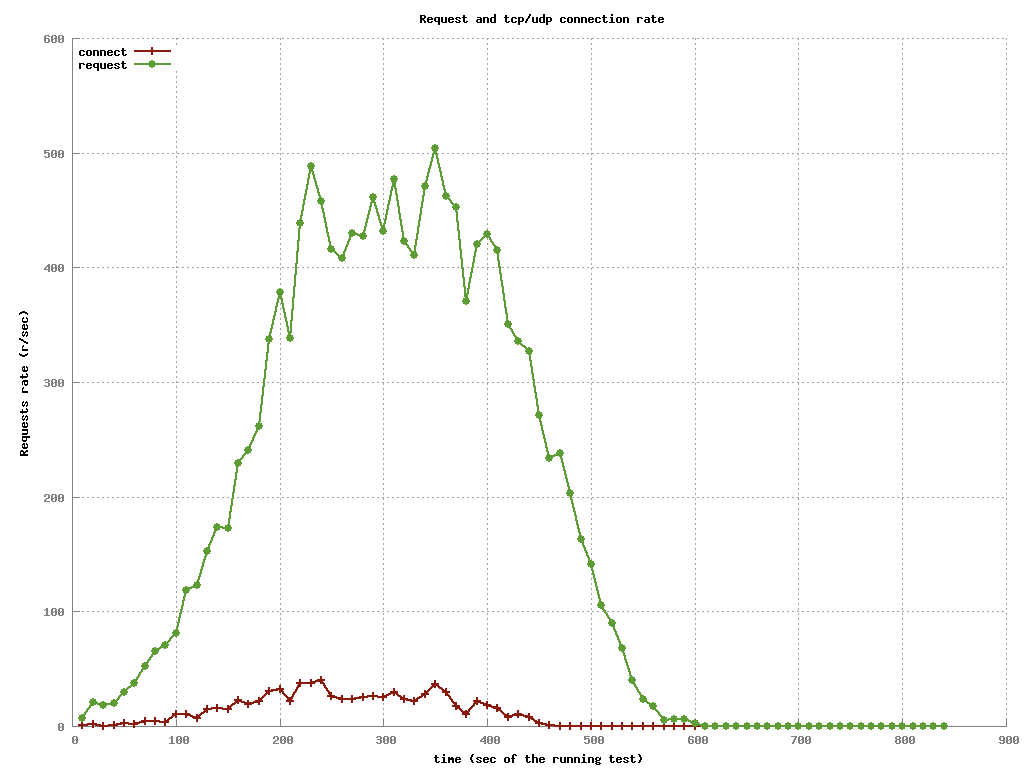 Request and tcp/udp connection rate
600
connect
request
500
400
300
200
100
0
Requests rate (r/sec)
0 100 200 300 400 500 600 700 800 900
time (sec of the running test)